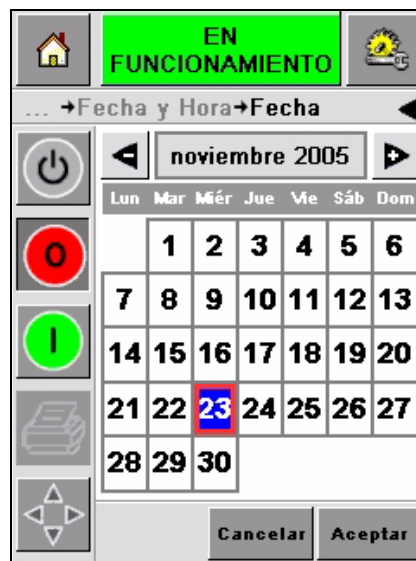 EN
FUNCIONAMIENTO
... →Fecha y Hora→Fecha
noviembre 2005
Lun Mar Miér Jue Vie Sáb Dom
1 2 3 4 5 6
7 8 9 10 11 12 13
14 15 16 17 18 19 20
21 22 23 24 25 26 27
28 29 30
O
I
Cancelar Aceptar